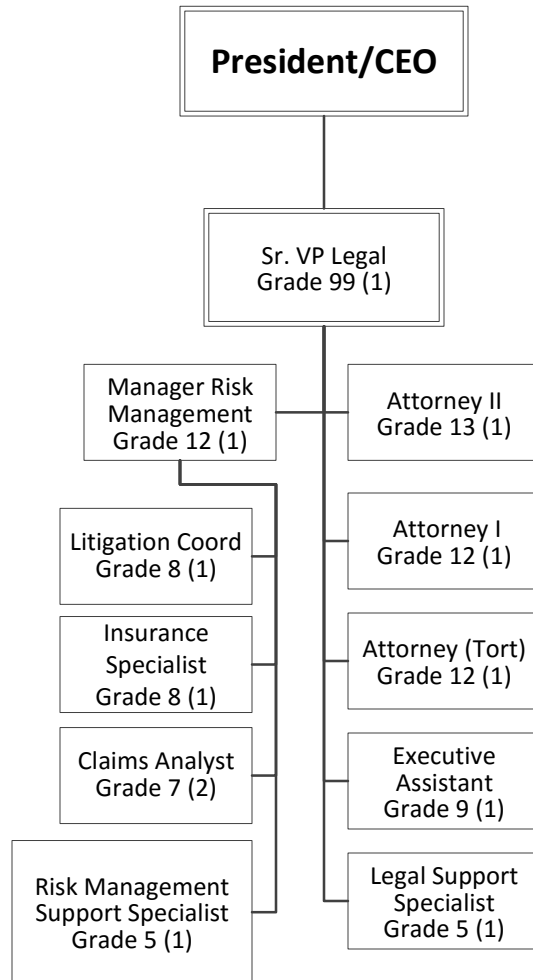 President/CEO
Sr. VP Legal
Grade 99 (1)
Manager Risk
Management
Grade 12 (1)
Attorney II
Grade 13 (1)
Litigation Coord
Grade 8 (1)
Attorney I
Grade 12 (1)
Insurance
Specialist
Grade 8 (1)
Attorney (Tort)
Grade 12 (1)
Claims Analyst
Grade 7 (2)
Executive
Assistant
Grade 9 (1)
Risk Management
Support Specialist
Grade 5 (1)
Legal Support
Specialist
Grade 5 (1)